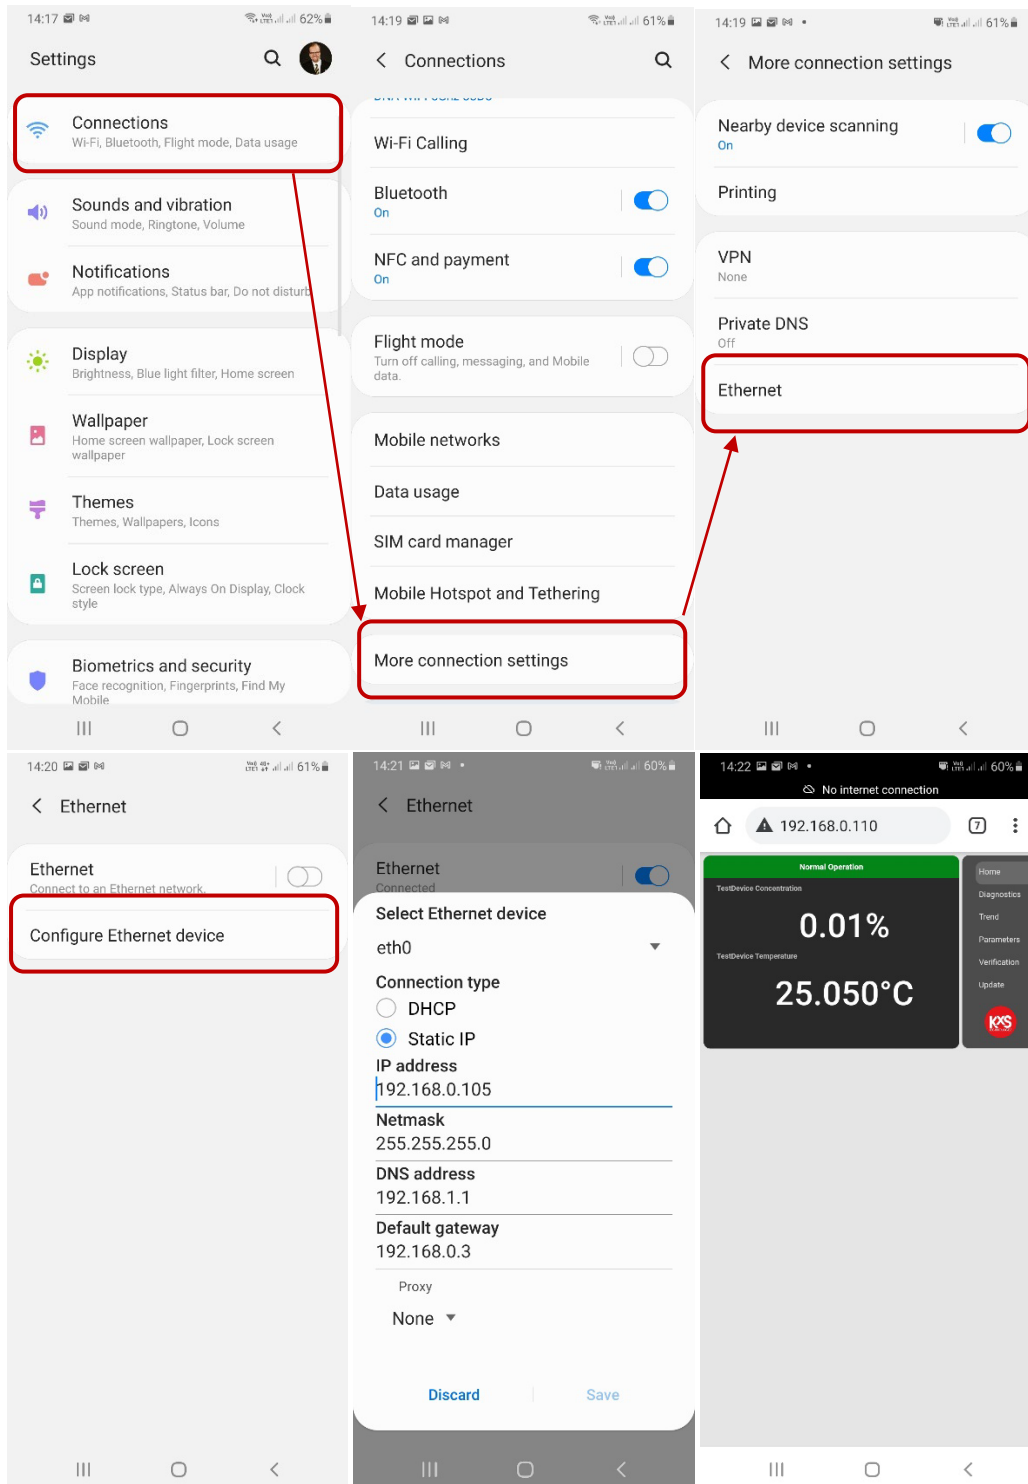 14:17
62%
Settings
Connections
Wi-Fi, Bluetooth, Flight mode, Data usage
Sounds and vibration
Sound mode, Ringtone, Volume
Notifications
App notifications, Status bar, Do not disturb
Display
Brightness, Blue light filter, Home screen
Wallpaper
Home screen wallpaper, Lock screen
wallpaper
Themes
Themes, Wallpapers, Icons
Lock screen
Screen lock type, Always On Display, Clock
style
Biometrics and security
Face recognition, Fingerprints, Find My
Mobile
14:19
61%
Connections
Wi-Fi Calling
Bluetooth
On
NFC and payment
On
Flight mode
Turn off calling, messaging, and Mobile
data.
Mobile networks
Data usage
SIM card manager
Mobile Hotspot and Tethering
More connection settings
14:19
61%
More connection settings
Nearby device scanning
On
Printing
VPN
None
Private DNS
Off
Ethernet
14:20
61%
Ethernet
Ethernet
Connect to an Ethernet network.
Configure Ethernet device
14:21
60%
Ethernet
Ethernet
Connected
Select Ethernet device
eth0
Connection type
DHCP
Static IP
IP address
192.168.0.105
Netmask
255.255.255.0
DNS address
192.168.1.1
Default gateway
192.168.0.3
Proxy
None
Discard
Save
14:22
60%
No internet connection
192.168.0.110
7
Normal Operation
TestDevice Concentration
0.01%
TestDevice Temperature
25.050°C
Home
Diagnostics
Trend
Parameters
Verification
Update
KXS